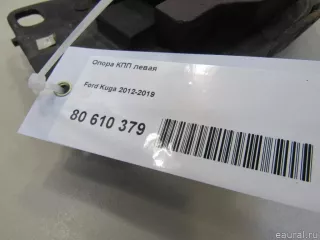 Опора КПП левая
Ford Kuga 2012-2019
80 610 379
eaural.ru